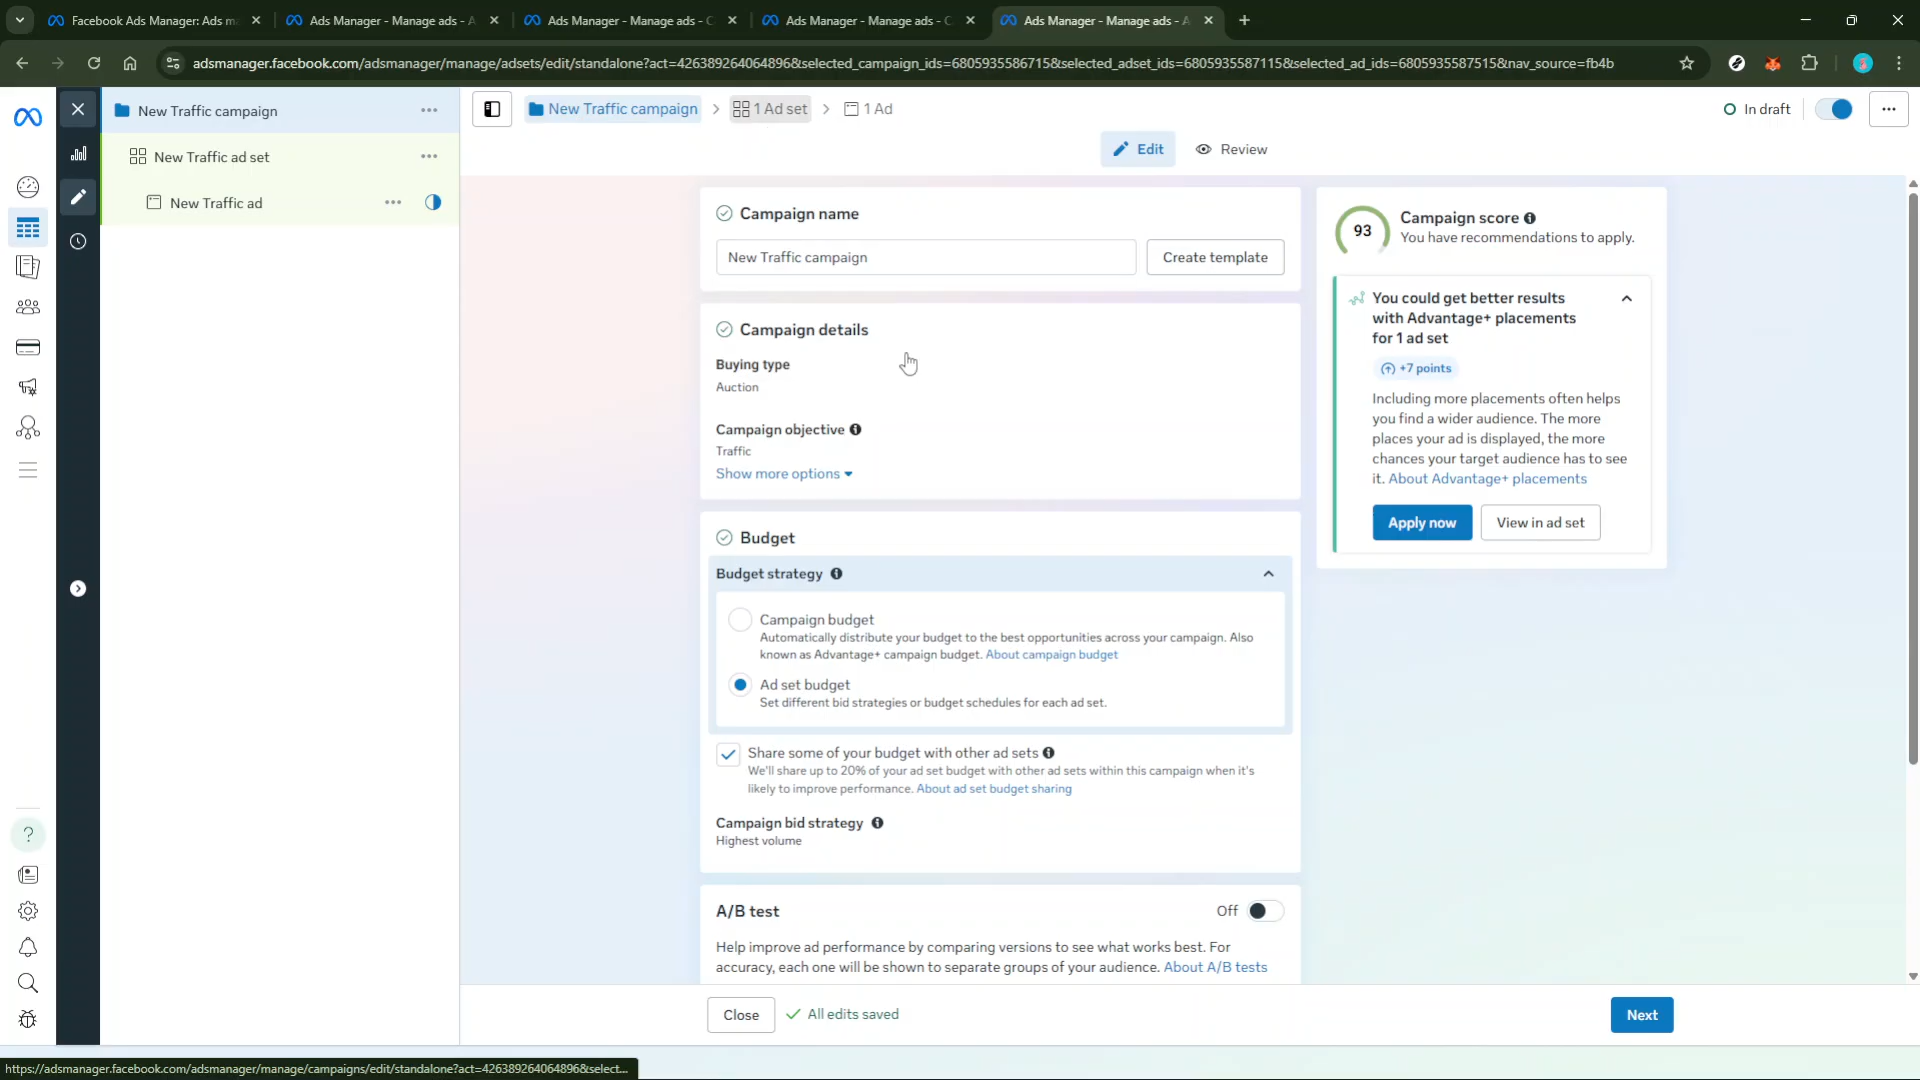 Facebook Ads Manager: Ads ma
Ads Manager - Manage ads - A
Ads Manager - Manage ads - C
Ads Manager - Manage ads - C
Ads Manager - Manage ads - A
adsmanager.facebook.com/adsmanager/manage/adsets/edit/standalone?act=426389264064896&selected_campaign_ids=6805935586715&selected_adset_ids=6805935587115&selected_ad_ids=6805935587515&nav_source=fb4b
New Traffic campaign
New Traffic ad set
New Traffic ad
New Traffic campaign
1 Ad set
1 Ad
In draft
Edit
Review
Campaign name
New Traffic campaign
Create template
Campaign details
Buying type
Auction
Campaign objective
Traffic
Show more options
Budget
Budget strategy
Campaign budget
Automatically distribute your budget to the best opportunities across your campaign. Also
known as Advantage+ campaign budget. About campaign budget
Ad set budget
Set different bid strategies or budget schedules for each ad set.
Share some of your budget with other ad sets
We'll share up to 20% of your ad set budget with other ad sets within this campaign when it's
likely to improve performance. About ad set budget sharing
Campaign bid strategy
Highest volume
A/B test
Off
Help improve ad performance by comparing versions to see what works best. For
accuracy, each one will be shown to separate groups of your audience. About A/B tests
93
Campaign score
You have recommendations to apply.
You could get better results
with Advantage+ placements
for 1 ad set
+7 points
Including more placements often helps
you find a wider audience. The more
places your ad is displayed, the more
chances your target audience has to see
it. About Advantage+ placements
Apply now
View in ad set
Close
All edits saved
Next
https://adsmanager.facebook.com/adsmanager/manage/campaigns/edit/standalone?act=426389264064896&select...